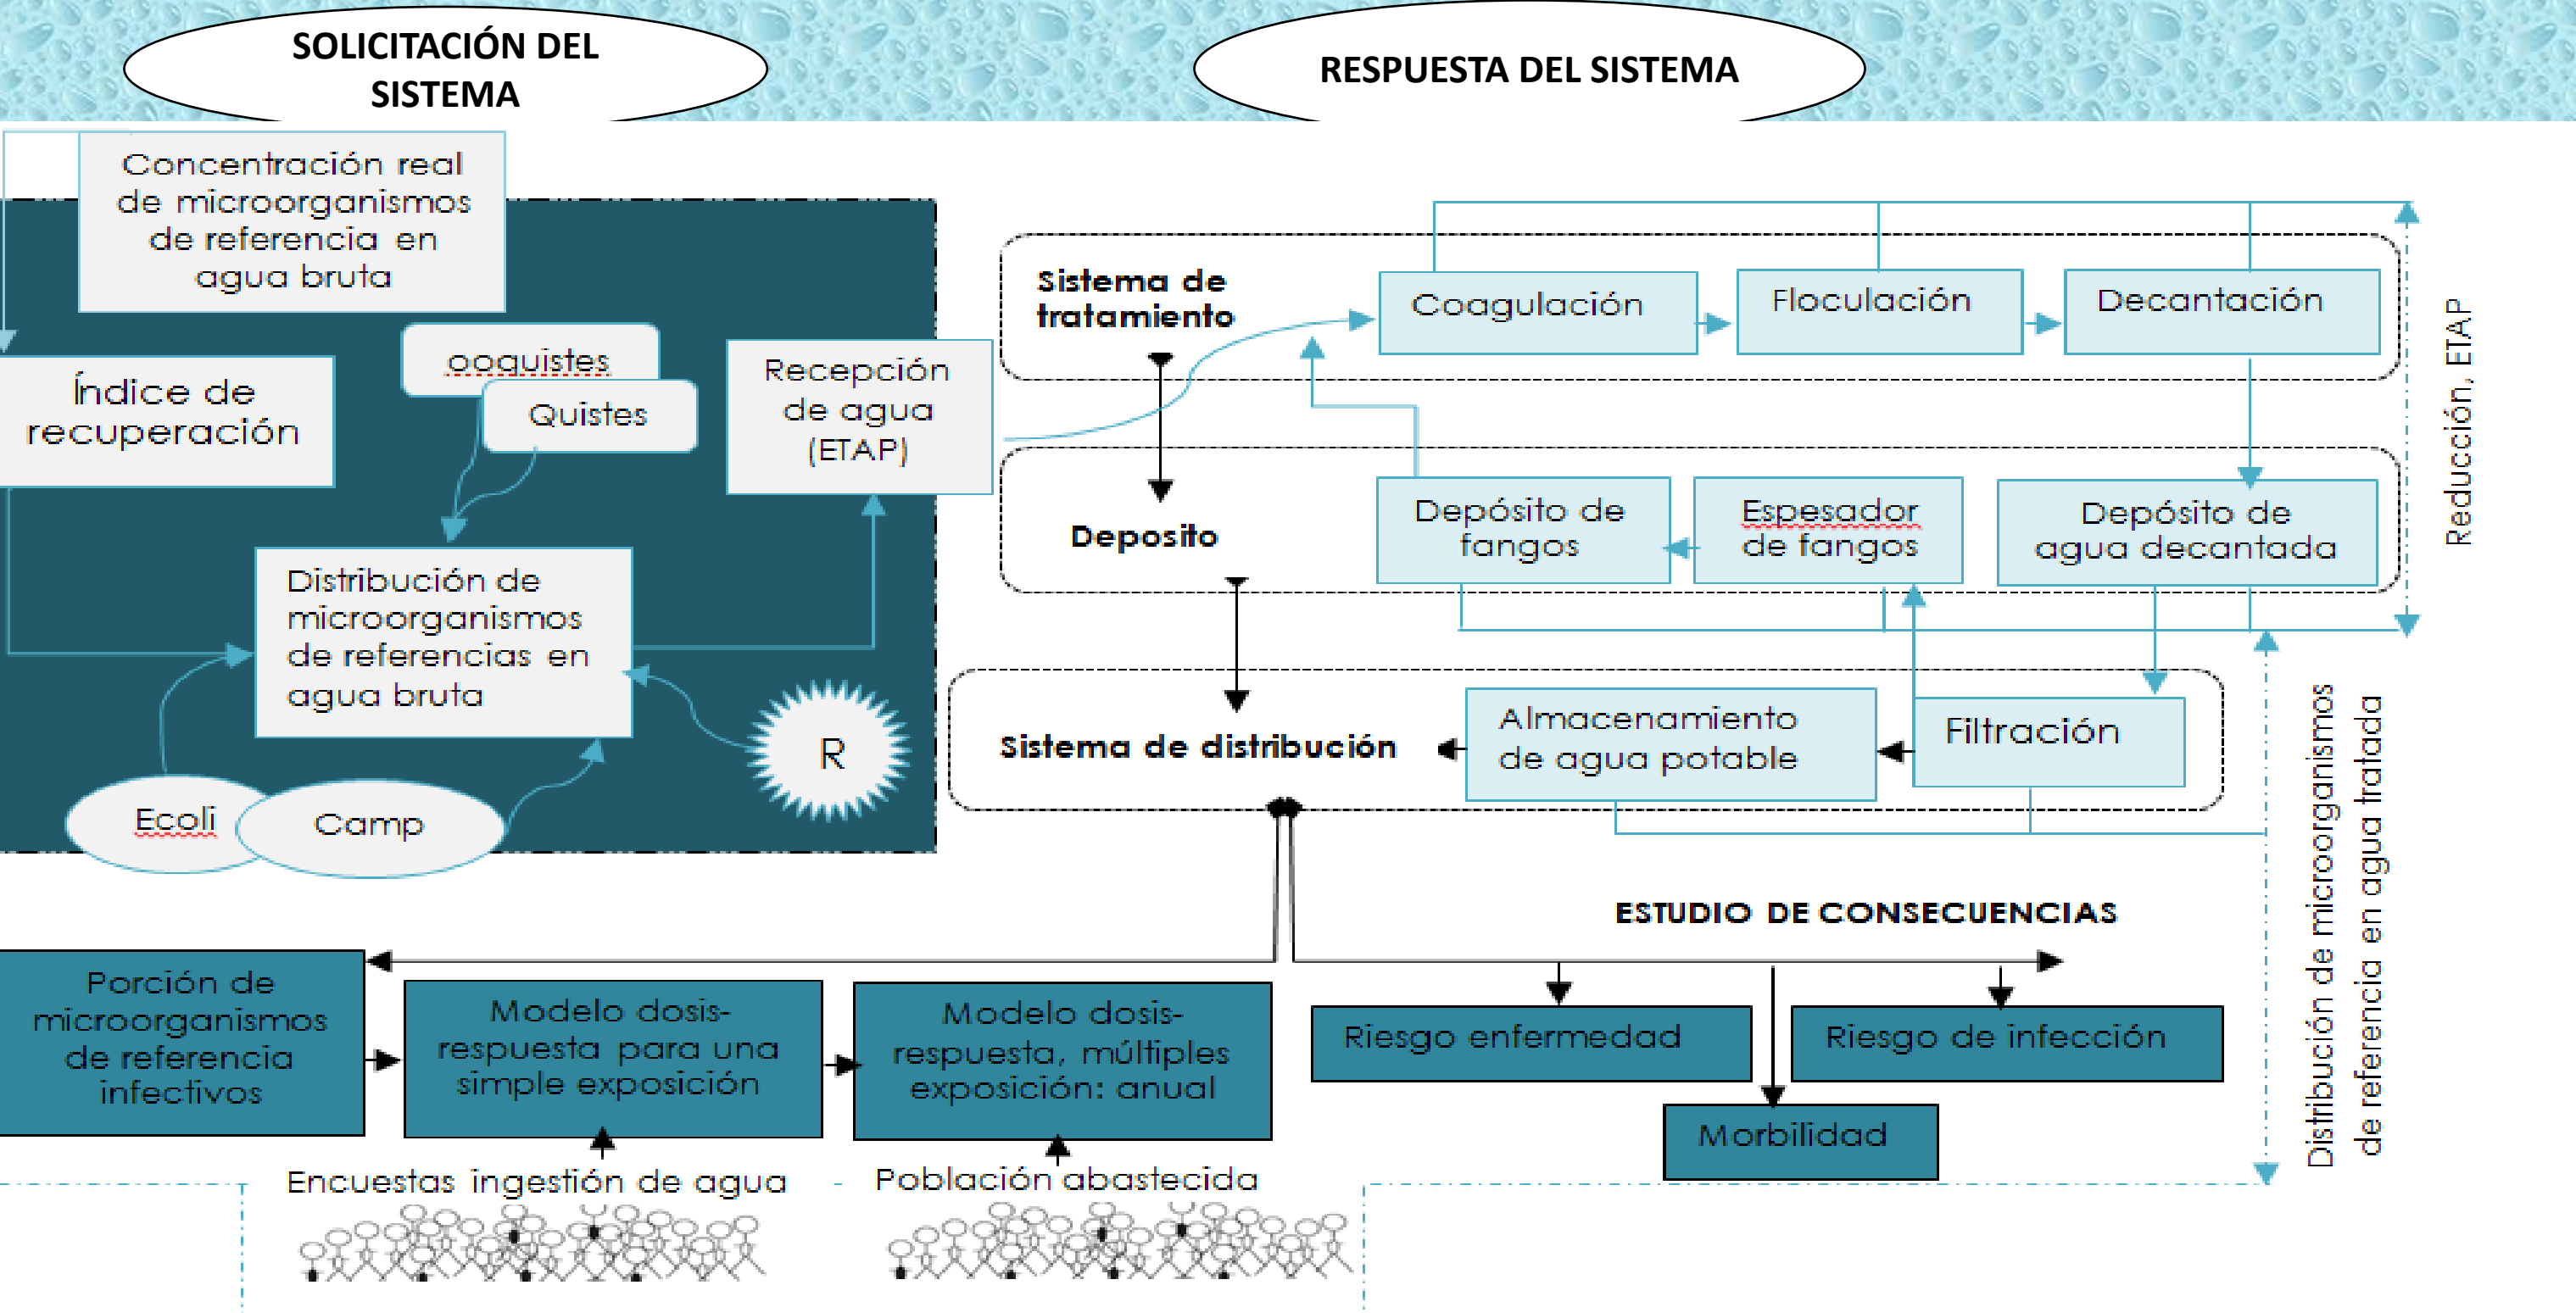 SOLICITACIÓN DEL
SISTEMA
RESPUESTA DEL SISTEMA
Concentración real
de microorganismos
de referencia en
agua bruta
Índice de
recuperación
ooquistes
Quistes
Recepción
de agua
(ETAP)
Distribución de
microorganismos
de referencias en
agua bruta
R
Ecoli
Camp
Sistema de
tratamiento
Coagulación
Floculación
Decantación
Deposito
Depósito de
fangos
Espesador
de fangos
Depósito de
agua decantada
Sistema de distribución
Almacenamiento
de agua potable
Filtración
Reducción, ETAP
Distribución de microorganismos
de referencia en agua tratada
ESTUDIO DE CONSECUENCIAS
Porción de
microorganismos
de referencia
infectivos
Modelo dosis-
respuesta para una
simple exposición
Modelo dosis-
respuesta, múltiples
exposición: anual
Riesgo enfermedad
Riesgo de infección
Morbilidad
Encuestas ingestión de agua
Población abastecida